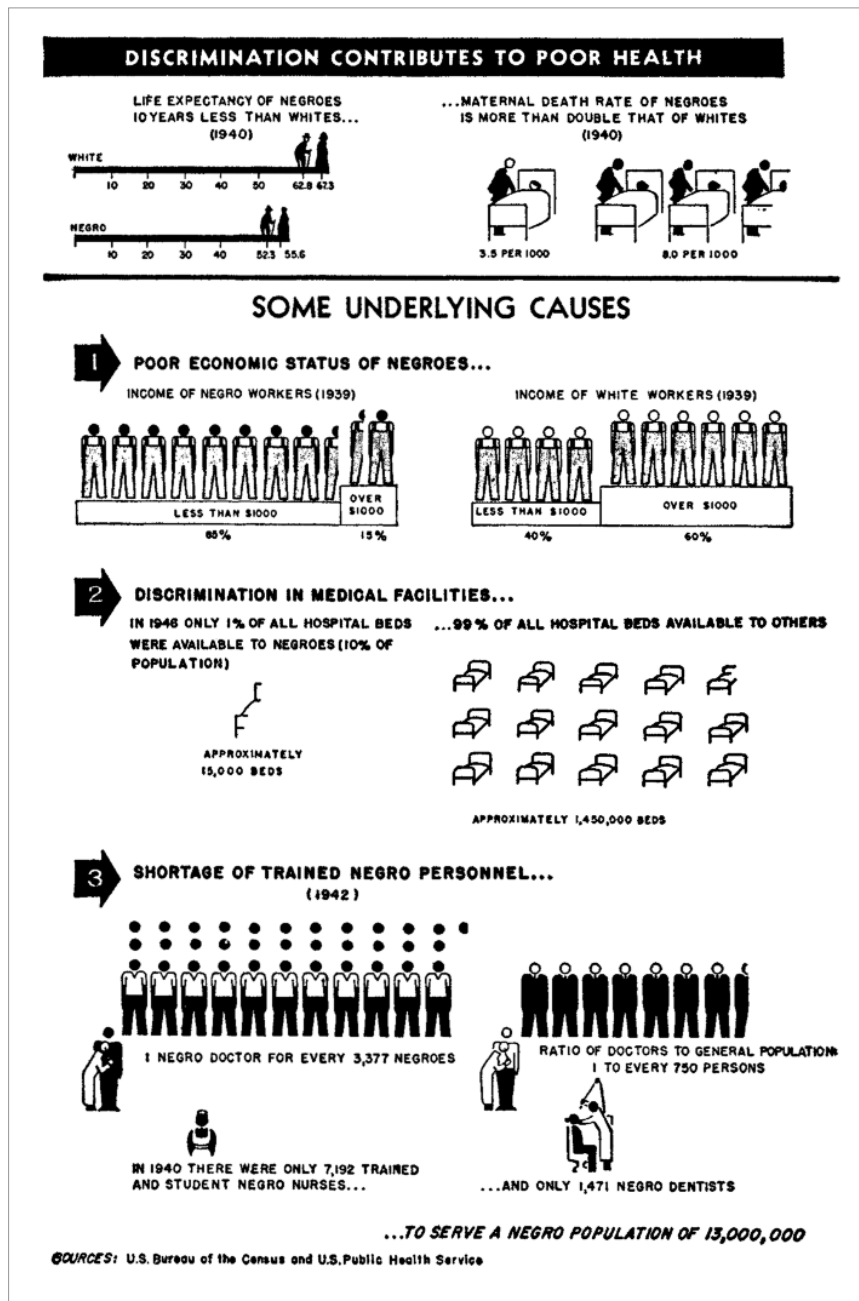 DISCRIMINATION CONTRIBUTES TO POOR HEALTH
LIFE EXPECTANCY OF NEGROES
10 YEARS LESS THAN WHITES...
(1940)
WHITE
10 20 30 40 50 62.8 67.3
NEGRO
10 20 30 40 52.3 55.6
...MATERNAL DEATH RATE OF NEGROES
IS MORE THAN DOUBLE THAT OF WHITES
(1940)
3.5 PER 1000
8.0 PER 1000
SOME UNDERLYING CAUSES
1
POOR ECONOMIC STATUS OF NEGROES...
INCOME OF NEGRO WORKERS (1939)
LESS THAN $1000
OVER
$1000
85%
15%
INCOME OF WHITE WORKERS (1939)
LESS THAN $1000
OVER $1000
40%
60%
2
DISCRIMINATION IN MEDICAL FACILITIES...
IN 1946 ONLY 1% OF ALL HOSPITAL BEDS
WERE AVAILABLE TO NEGROES (10% OF
POPULATION)
APPROXIMATELY
15,000 BEDS
...99% OF ALL HOSPITAL BEDS AVAILABLE TO OTHERS
APPROXIMATELY 1,450,000 BEDS
3
SHORTAGE OF TRAINED NEGRO PERSONNEL...
(1942)
1 NEGRO DOCTOR FOR EVERY 3,377 NEGROES
RATIO OF DOCTORS TO GENERAL POPULATION:
1 TO EVERY 750 PERSONS
IN 1940 THERE WERE ONLY 7,192 TRAINED
AND STUDENT NEGRO NURSES...
...AND ONLY 1,471 NEGRO DENTISTS
...TO SERVE A NEGRO POPULATION OF 13,000,000
SOURCES: U.S. Bureau of the Census and U.S. Public Health Service